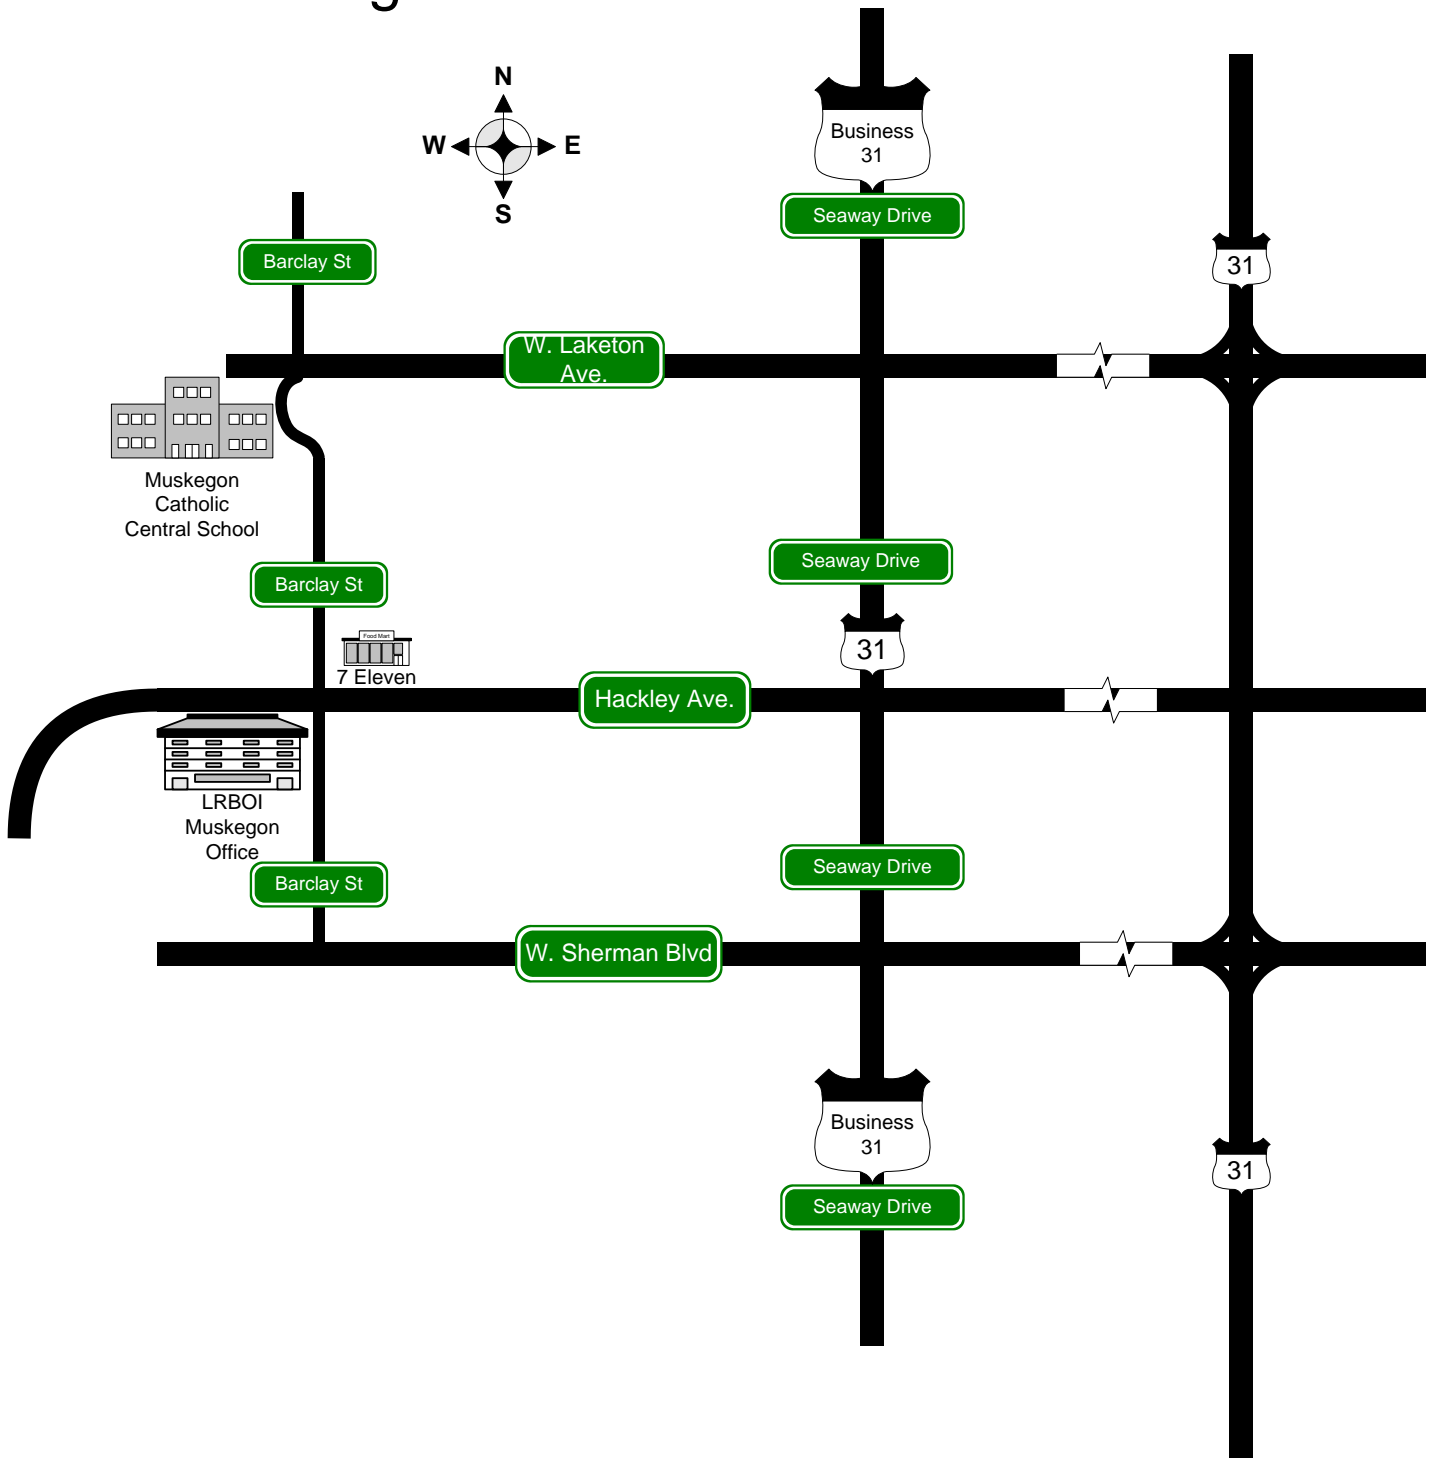 N
W
E
S
Business
31
Seaway Drive
Barclay St
31
W. Laketon
Ave.
Muskegon
Catholic
Central School
Seaway Drive
Barclay St
Food Mart
31
7 Eleven
Hackley Ave.
LRBOI
Muskegon
Office
Seaway Drive
Barclay St
W. Sherman Blvd
Business
31
31
Seaway Drive